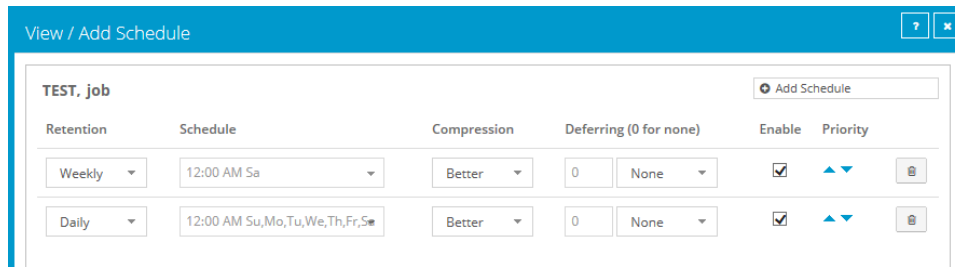 View / Add Schedule ? ×
TEST, job Add Schedule
Retention Schedule Compression Deferring (0 for none) Enable Priority
Weekly 12:00 AM Sa Better 0 None
Daily 12:00 AM Su,Mo,Tu,We,Th,Fr,Sa Better 0 None